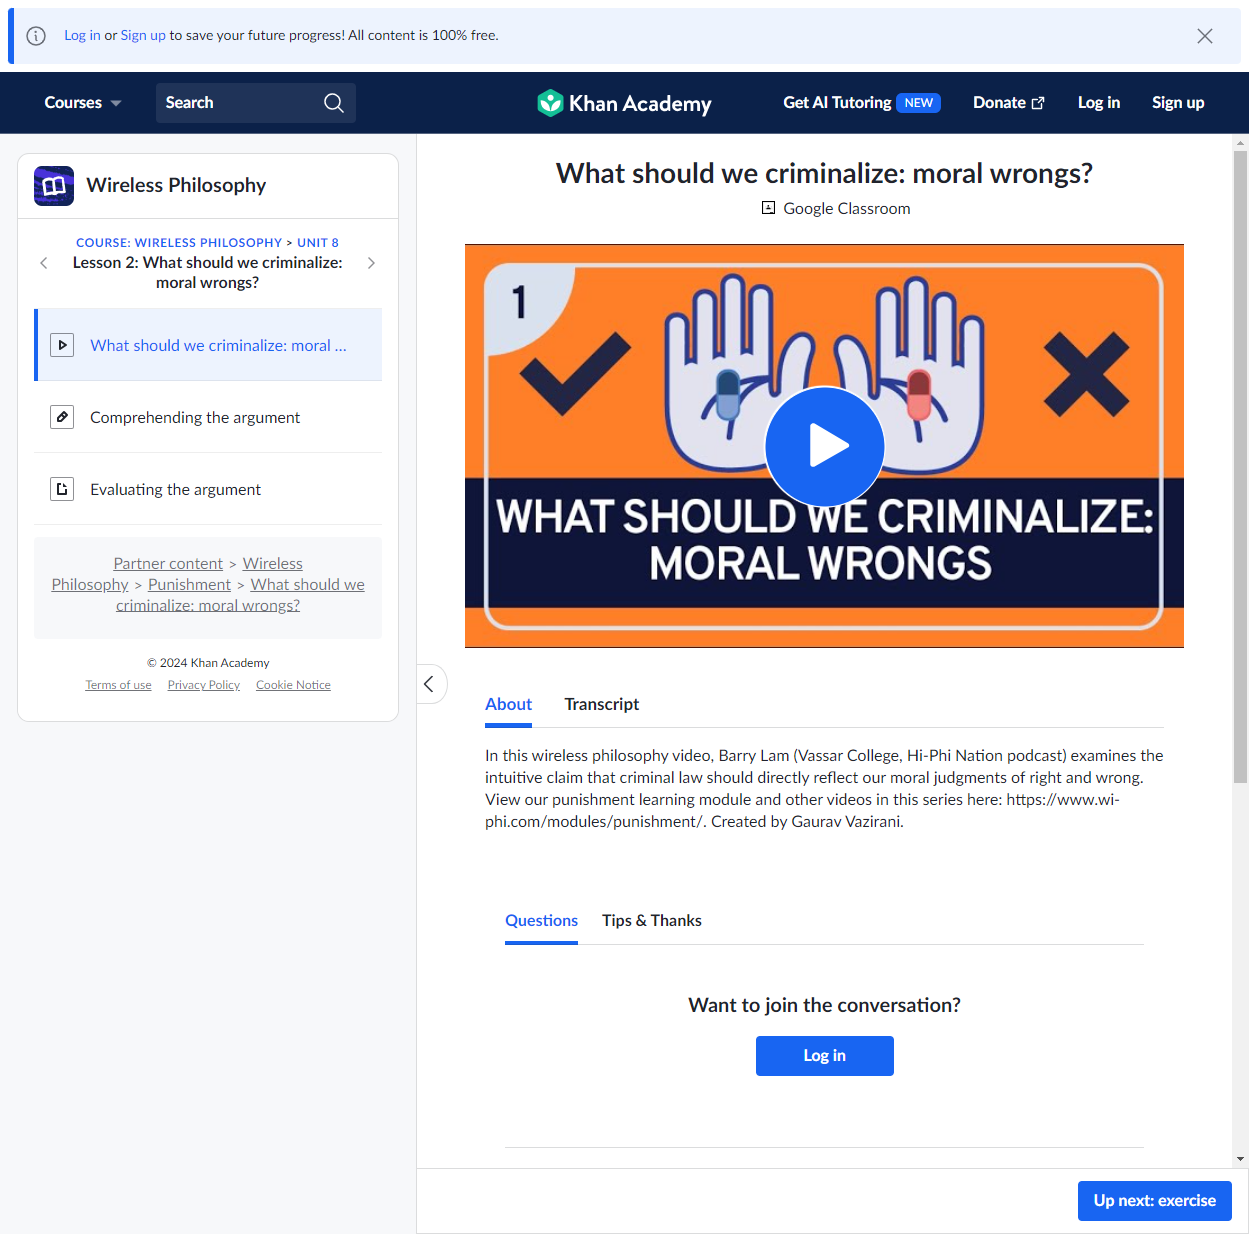 Log in or Sign up to save your future progress! All content is 100% free.
Courses
Search
Khan Academy
Get AI Tutoring NEW
Donate
Log in
Sign up
Wireless Philosophy
COURSE: WIRELESS PHILOSOPHY > UNIT 8
Lesson 2: What should we criminalize:
moral wrongs?
What should we criminalize: moral ...
Comprehending the argument
Evaluating the argument
Partner content > Wireless
Philosophy > Punishment > What should we
criminalize: moral wrongs?
© 2024 Khan Academy
Terms of use Privacy Policy Cookie Notice
What should we criminalize: moral wrongs?
Google Classroom
1
WHAT SHOULD WE CRIMINALIZE:
MORAL WRONGS
About Transcript
In this wireless philosophy video, Barry Lam (Vassar College, Hi-Phi Nation podcast) examines the
intuitive claim that criminal law should directly reflect our moral judgments of right and wrong.
View our punishment learning module and other videos in this series here: https://www.wi-
phi.com/modules/punishment/. Created by Gaurav Vazirani.
Questions Tips & Thanks
Want to join the conversation?
Log in
Up next: exercise